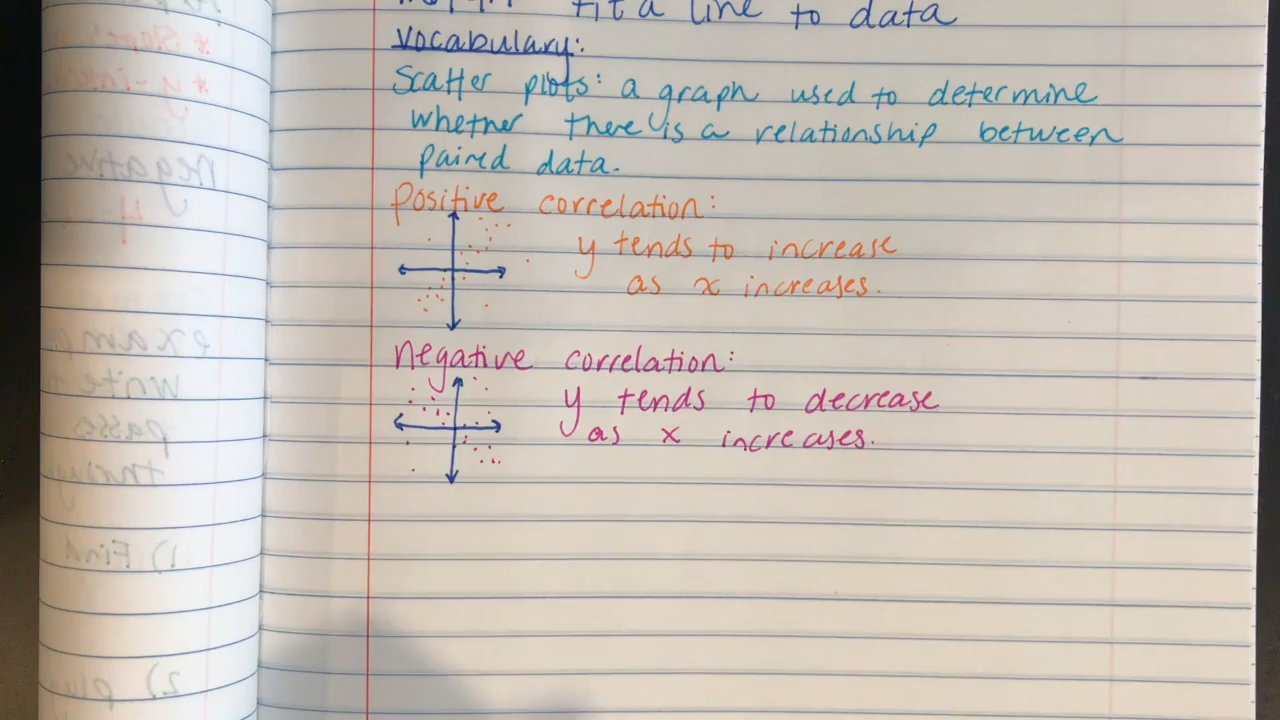 fit a line to data
vocabulary:
Scatter plots: a graph used to determine
whether there is a relationship between
paired data.
positive correlation:
y tends to increase
as x increases.
negative correlation:
y tends to decrease
as x increases.